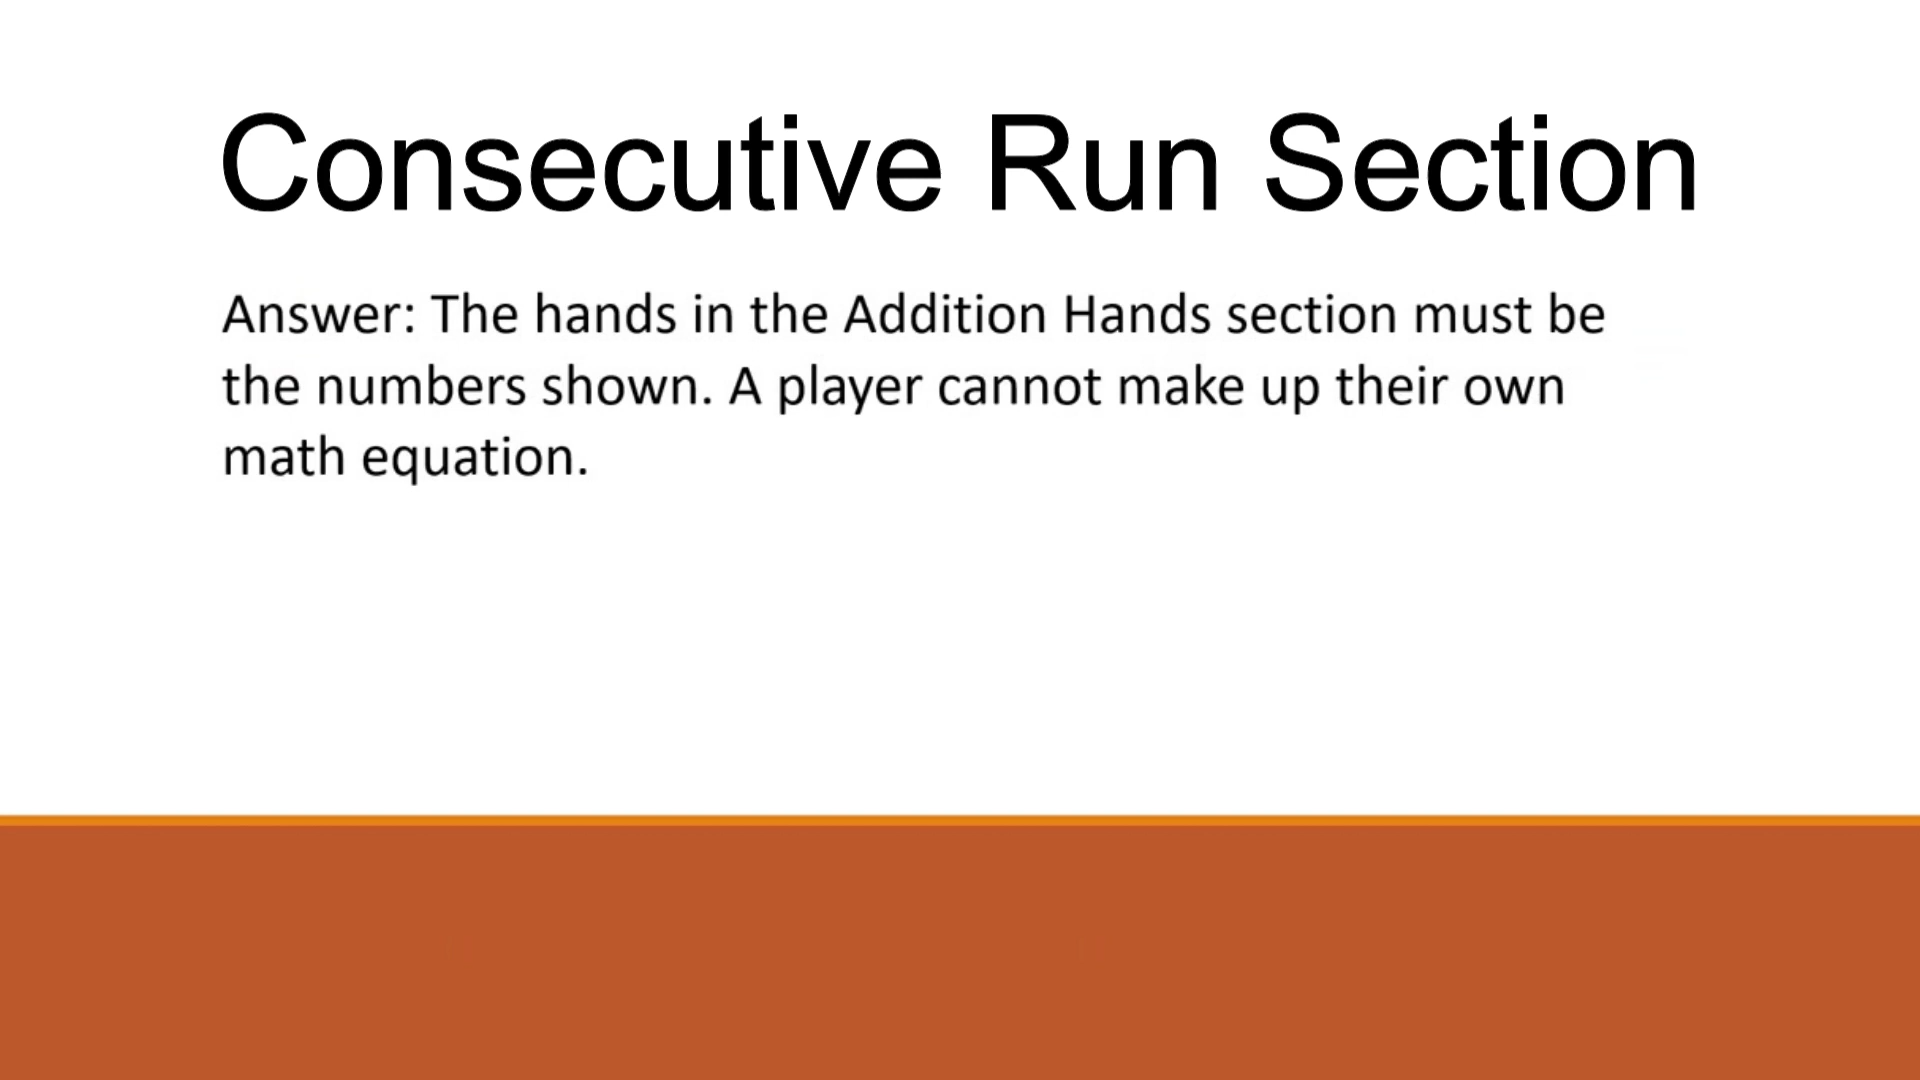 Consecutive Run Section
Answer: The hands in the Addition Hands section must be
the numbers shown. A player cannot make up their own
math equation.